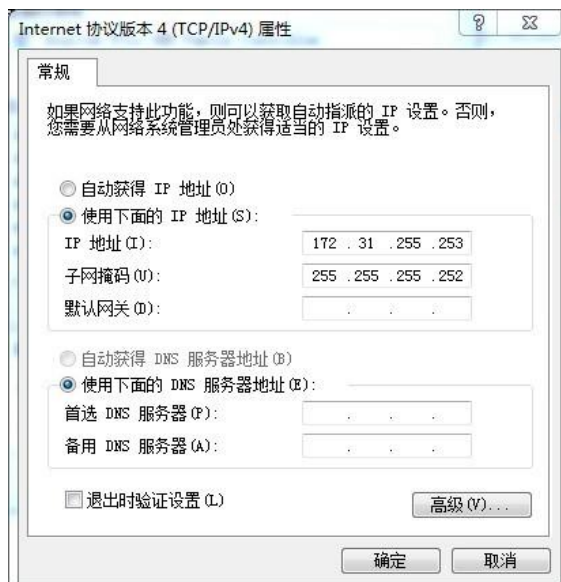 Internet 协议版本 4 (TCP/IPv4) 属性
常规
如果网络支持此功能，则可以获取自动指派的 IP 设置。否则，
您需要从网络系统管理员处获得适当的 IP 设置。
自动获得 IP 地址(O)
使用下面的 IP 地址(S):
IP 地址(I): 172 . 31 .255 .253
子网掩码(U): 255 .255 .255 .252
默认网关(D): . . .
自动获得 DNS 服务器地址(B)
使用下面的 DNS 服务器地址(E):
首选 DNS 服务器(P): . . .
备用 DNS 服务器(A): . . .
退出时验证设置(L) 高级(V)...
确定 取消